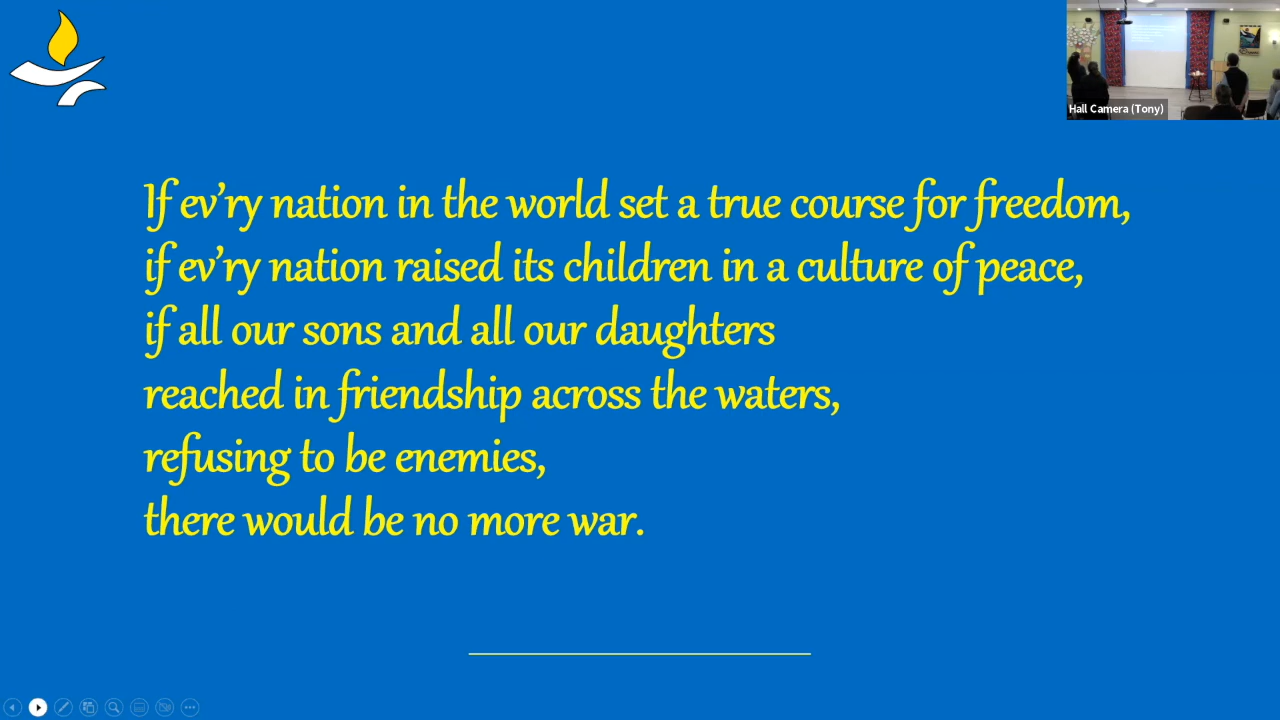 Hall Camera (Tony)
If ev'ry nation in the world set a true course for freedom,
if ev'ry nation raised its children in a culture of peace,
if all our sons and all our daughters
reached in friendship across the waters,
refusing to be enemies,
there would be no more war.